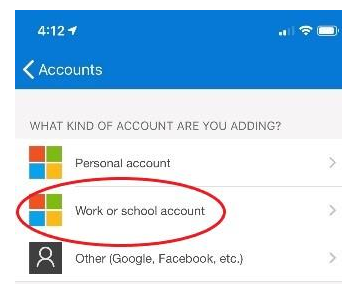 4:12
Accounts
WHAT KIND OF ACCOUNT ARE YOU ADDING?
Personal account
Work or school account
Other (Google, Facebook, etc.)